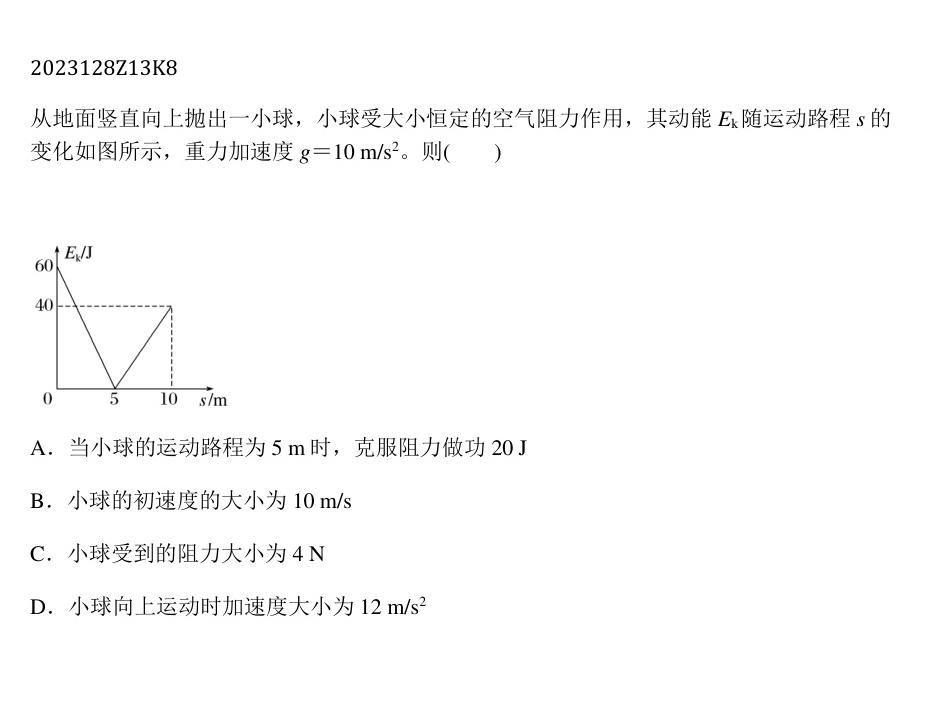 2023128Z13K8
从地面竖直向上抛出一小球，小球受大小恒定的空气阻力作用，其动能 Ek随运动路程 s 的
变化如图所示，重力加速度 g＝10 m/s²。则(　　)
Ek/J
60
40
0 5 10 s/m
A．当小球的运动路程为 5 m 时，克服阻力做功 20 J
B．小球的初速度的大小为 10 m/s
C．小球受到的阻力大小为 4 N
D．小球向上运动时加速度大小为 12 m/s²